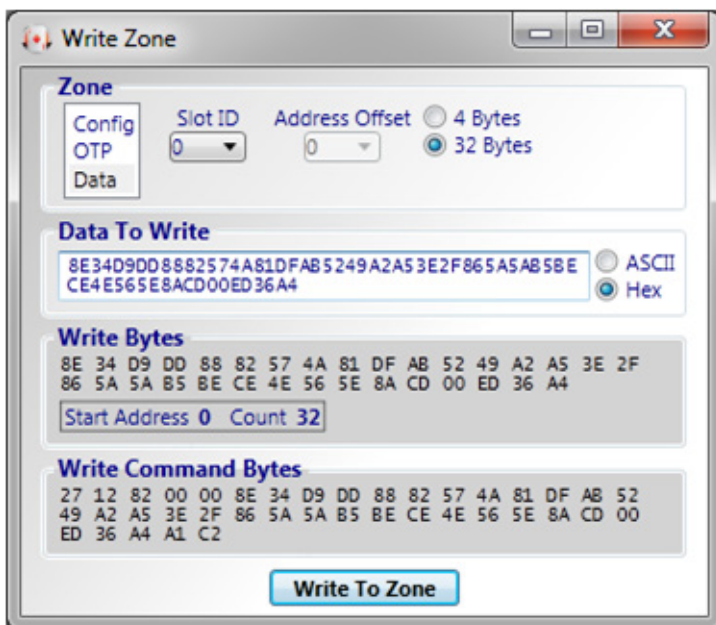 Write Zone
Zone
Config
OTP
Data
Slot ID
0
Address Offset
0
4 Bytes
32 Bytes
Data To Write
8E34D9DD8882574A81DFAB5249A2A53E2F865A5AB5BE
CE4E565E8ACD00ED36A4
ASCII
Hex
Write Bytes
8E 34 D9 DD 88 82 57 4A 81 DF AB 52 49 A2 A5 3E 2F
86 5A 5A B5 BE CE 4E 56 5E 8A CD 00 ED 36 A4
Start Address 0 Count 32
Write Command Bytes
27 12 82 00 00 8E 34 D9 DD 88 82 57 4A 81 DF AB 52
49 A2 A5 3E 2F 86 5A 5A B5 BE CE 4E 56 5E 8A CD 00
ED 36 A4 A1 C2
Write To Zone